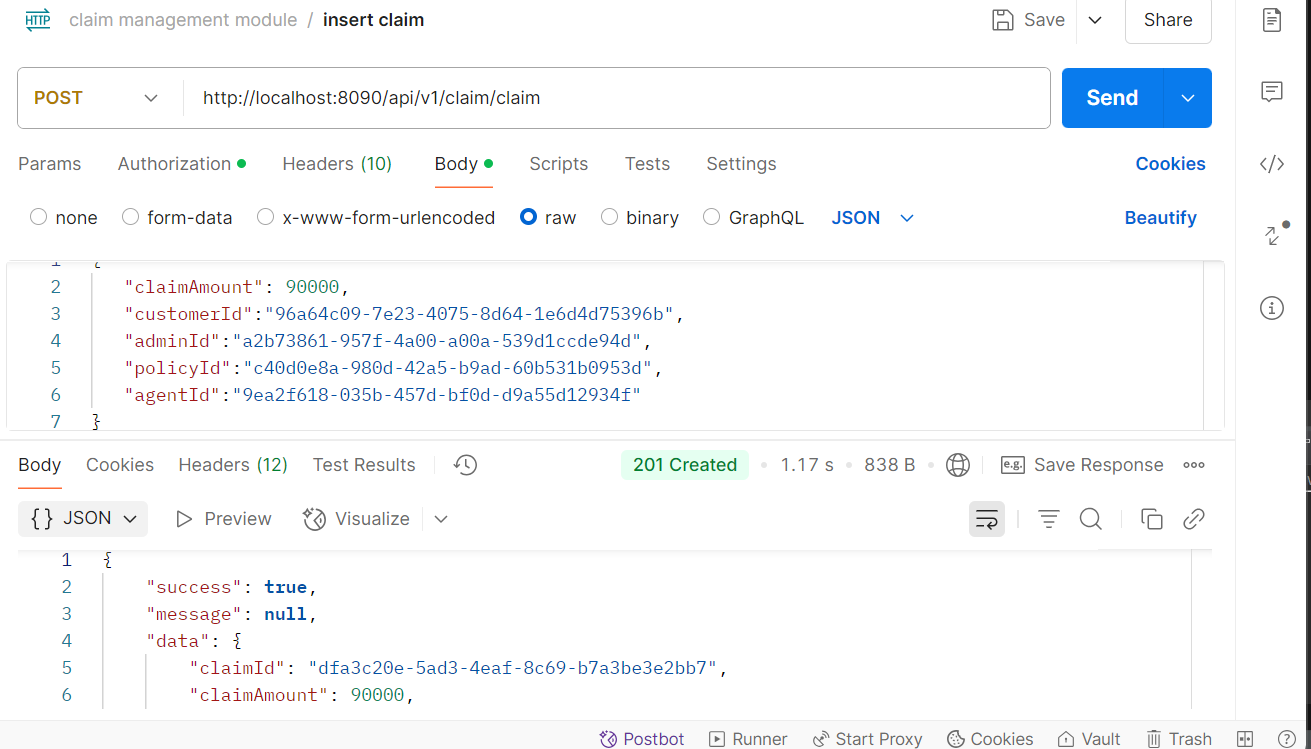 HTTP claim management module / insert claim Save Share
POST http://localhost:8090/api/v1/claim/claim Send
Params Authorization Headers (10) Body Scripts Tests Settings Cookies
none form-data x-www-form-urlencoded raw binary GraphQL JSON Beautify
1 {
2 "claimAmount": 90000,
3 "customerId":"96a64c09-7e23-4075-8d64-1e6d4d75396b",
4 "adminId":"a2b73861-957f-4a00-a00a-539d1ccde94d",
5 "policyId":"c40d0e8a-980d-42a5-b9ad-60b531b0953d",
6 "agentId":"9ea2f618-035b-457d-bf0d-d9a55d12934f"
7 }
Body Cookies Headers (12) Test Results 201 Created • 1.17 s • 838 B • e.g. Save Response
{} JSON Preview Visualize
1 {
2 "success": true,
3 "message": null,
4 "data": {
5 "claimId": "dfa3c20e-5ad3-4eaf-8c69-b7a3be3e2bb7",
6 "claimAmount": 90000,
Postbot Runner Start Proxy Cookies Vault Trash